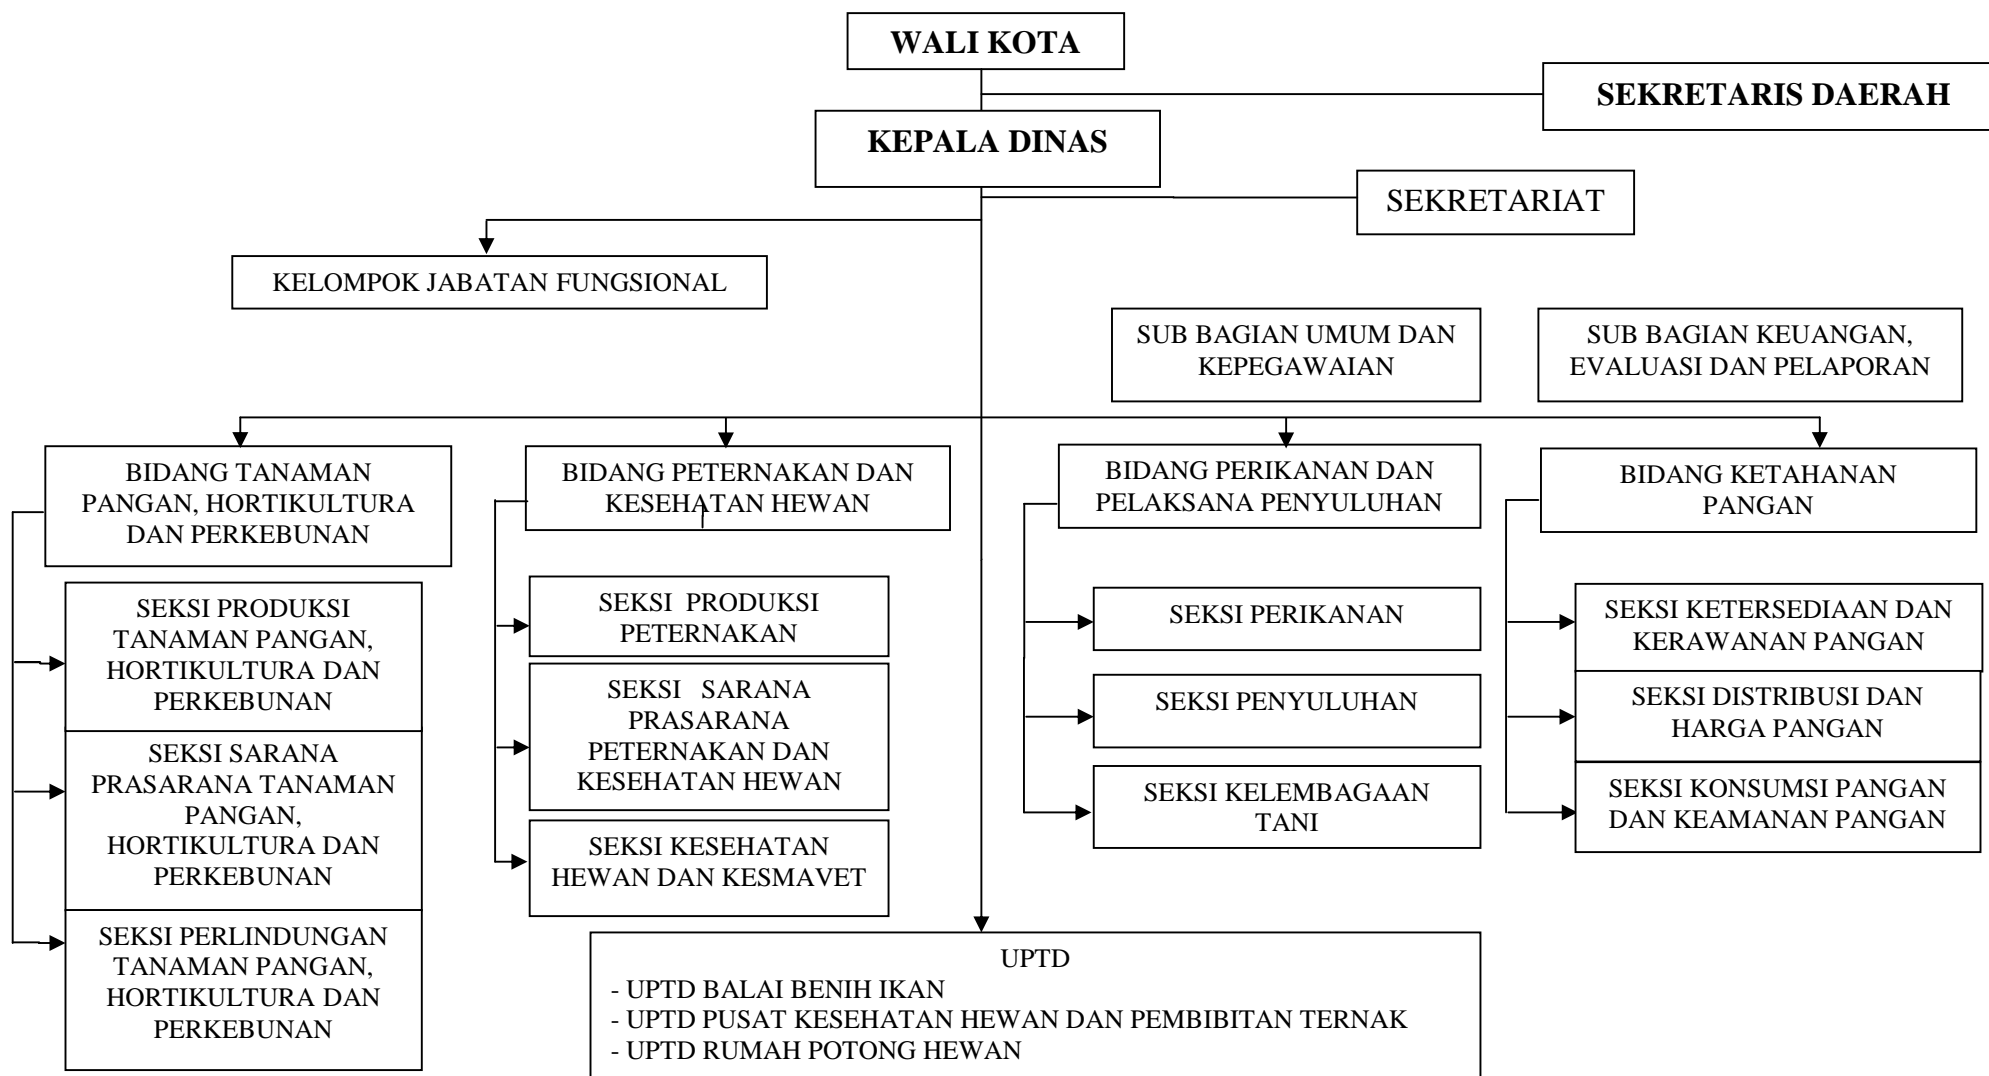 WALI KOTA
SEKRETARIS DAERAH
KEPALA DINAS
SEKRETARIAT
KELOMPOK JABATAN FUNGSIONAL
SUB BAGIAN UMUM DAN
KEPEGAWAIAN
SUB BAGIAN KEUANGAN,
EVALUASI DAN PELAPORAN
BIDANG TANAMAN
PANGAN, HORTIKULTURA
DAN PERKEBUNAN
BIDANG PETERNAKAN DAN
KESEHATAN HEWAN
BIDANG PERIKANAN DAN
PELAKSANA PENYULUHAN
BIDANG KETAHANAN
PANGAN
SEKSI PRODUKSI
TANAMAN PANGAN,
HORTIKULTURA DAN
PERKEBUNAN
SEKSI SARANA
PRASARANA TANAMAN
PANGAN,
HORTIKULTURA DAN
PERKEBUNAN
SEKSI PERLINDUNGAN
TANAMAN PANGAN,
HORTIKULTURA DAN
PERKEBUNAN
SEKSI PRODUKSI
PETERNAKAN
SEKSI SARANA
PRASARANA
PETERNAKAN DAN
KESEHATAN HEWAN
SEKSI KESEHATAN
HEWAN DAN KESMAVET
SEKSI PERIKANAN
SEKSI PENYULUHAN
SEKSI KELEMBAGAAN
TANI
SEKSI KETERSEDIAAN DAN
KERAWANAN PANGAN
SEKSI DISTRIBUSI DAN
HARGA PANGAN
SEKSI KONSUMSI PANGAN
DAN KEAMANAN PANGAN
UPTD
- UPTD BALAI BENIH IKAN
- UPTD PUSAT KESEHATAN HEWAN DAN PEMBIBITAN TERNAK
- UPTD RUMAH POTONG HEWAN